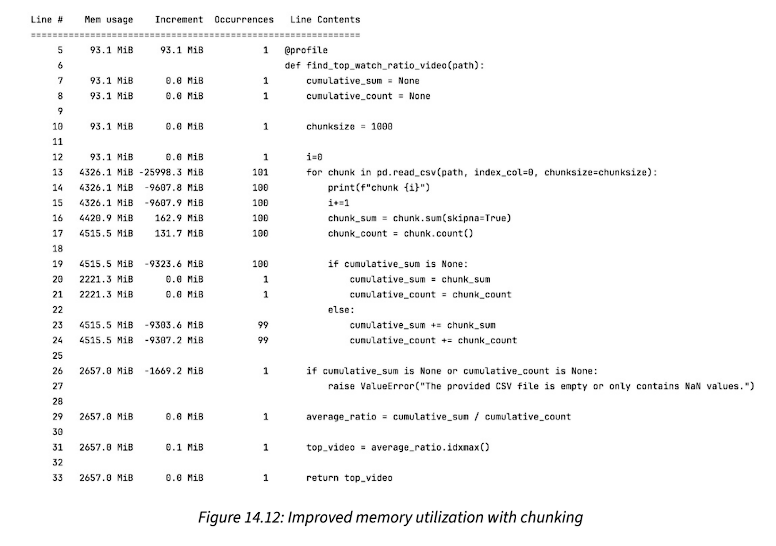 Line #    Mem usage    Increment  Occurrences   Line Contents
=============================================================
     5     93.1 MiB     93.1 MiB           1   @profile
     6                                         def find_top_watch_ratio_video(path):
     7     93.1 MiB      0.0 MiB           1       cumulative_sum = None
     8     93.1 MiB      0.0 MiB           1       cumulative_count = None
     9
    10     93.1 MiB      0.0 MiB           1       chunksize = 1000
    11
    12     93.1 MiB      0.0 MiB           1       i=0
    13   4326.1 MiB -25998.3 MiB         101       for chunk in pd.read_csv(path, index_col=0, chunksize=chunksize):
    14   4326.1 MiB  -9607.8 MiB         100           print(f"chunk {i}")
    15   4326.1 MiB  -9607.9 MiB         100           i+=1
    16   4420.9 MiB    162.9 MiB         100           chunk_sum = chunk.sum(skipna=True)
    17   4515.5 MiB    131.7 MiB         100           chunk_count = chunk.count()
    18
    19   4515.5 MiB  -9323.6 MiB         100           if cumulative_sum is None:
    20   2221.3 MiB      0.0 MiB           1               cumulative_sum = chunk_sum
    21   2221.3 MiB      0.0 MiB           1               cumulative_count = chunk_count
    22                                                 else:
    23   4515.5 MiB  -9303.6 MiB          99               cumulative_sum += chunk_sum
    24   4515.5 MiB  -9307.2 MiB          99               cumulative_count += chunk_count
    25
    26   2657.0 MiB  -1669.2 MiB           1       if cumulative_sum is None or cumulative_count is None:
    27                                                 raise ValueError("The provided CSV file is empty or only contains NaN values.")
    28
    29   2657.0 MiB      0.0 MiB           1       average_ratio = cumulative_sum / cumulative_count
    30
    31   2657.0 MiB      0.1 MiB           1       top_video = average_ratio.idxmax()
    32
    33   2657.0 MiB      0.0 MiB           1       return top_video
Figure 14.12: Improved memory utilization with chunking